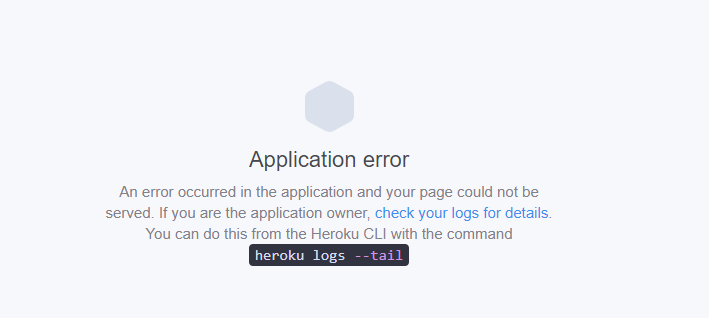 Application error
An error occurred in the application and your page could not be
served. If you are the application owner, check your logs for details.
You can do this from the Heroku CLI with the command
heroku logs --tail